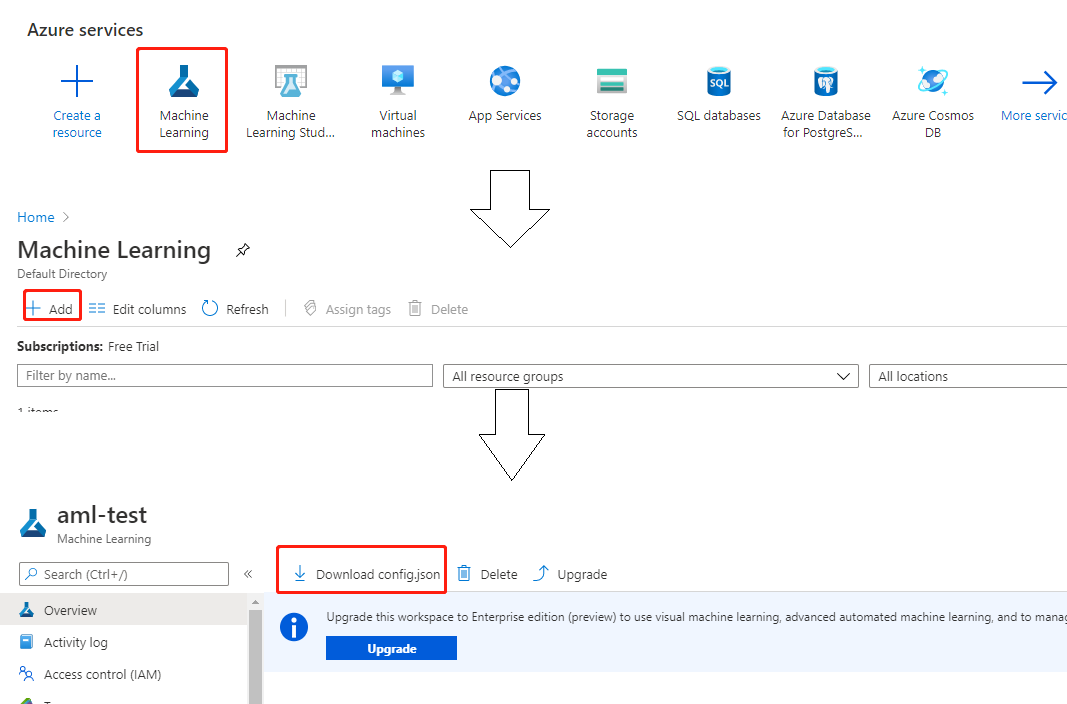 Azure services
Create a
resource
Machine
Learning
Machine
Learning Stud...
Virtual
machines
App Services
Storage
accounts
SQL
SQL databases
Azure Database
for PostgreS...
Azure Cosmos
DB
More servic
Home >
Machine Learning
Default Directory
Add Edit columns Refresh Assign tags Delete
Subscriptions: Free Trial
Filter by name... All resource groups All locations
1 items
aml-test
Machine Learning
Search (Ctrl+/) « Download config.json Delete Upgrade
Overview
Activity log
Access control (IAM)
Upgrade this workspace to Enterprise edition (preview) to use visual machine learning, advanced automated machine learning, and to manag
Upgrade